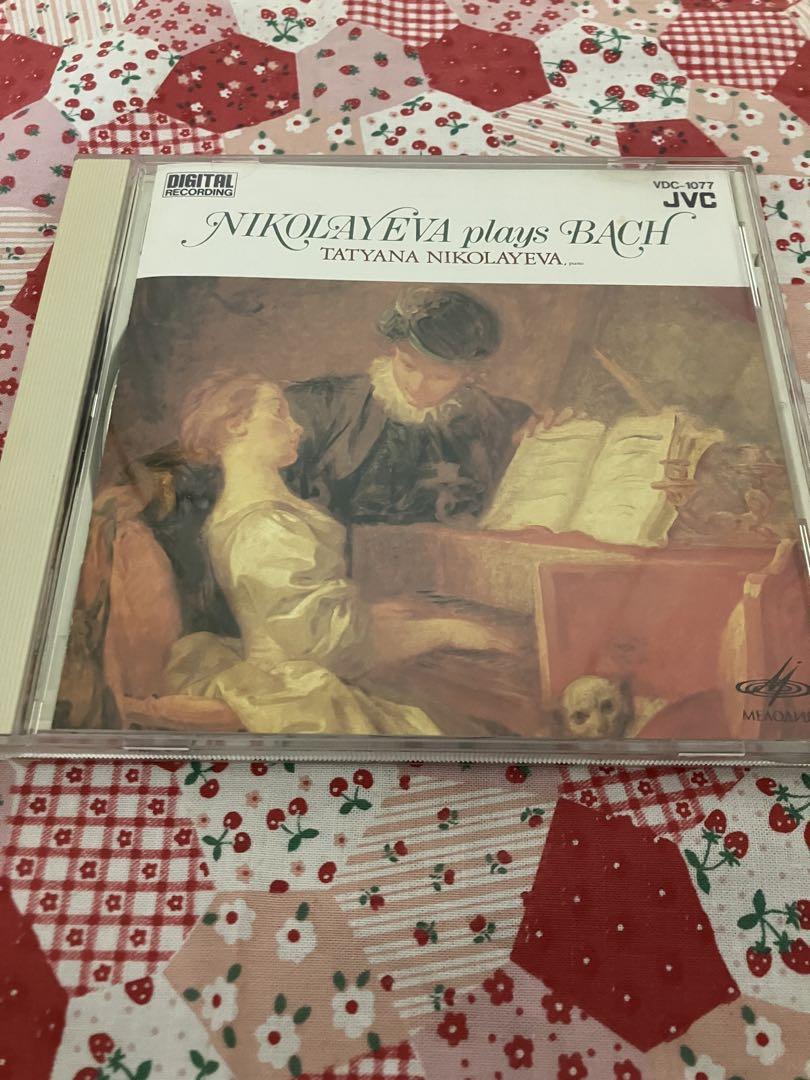 DIGITAL
RECORDING
VDC-1077
JVC
NIKOLAYEVA plays BACH
TATYANA NIKOLAYEVA, piano
МЕЛОДИЯ